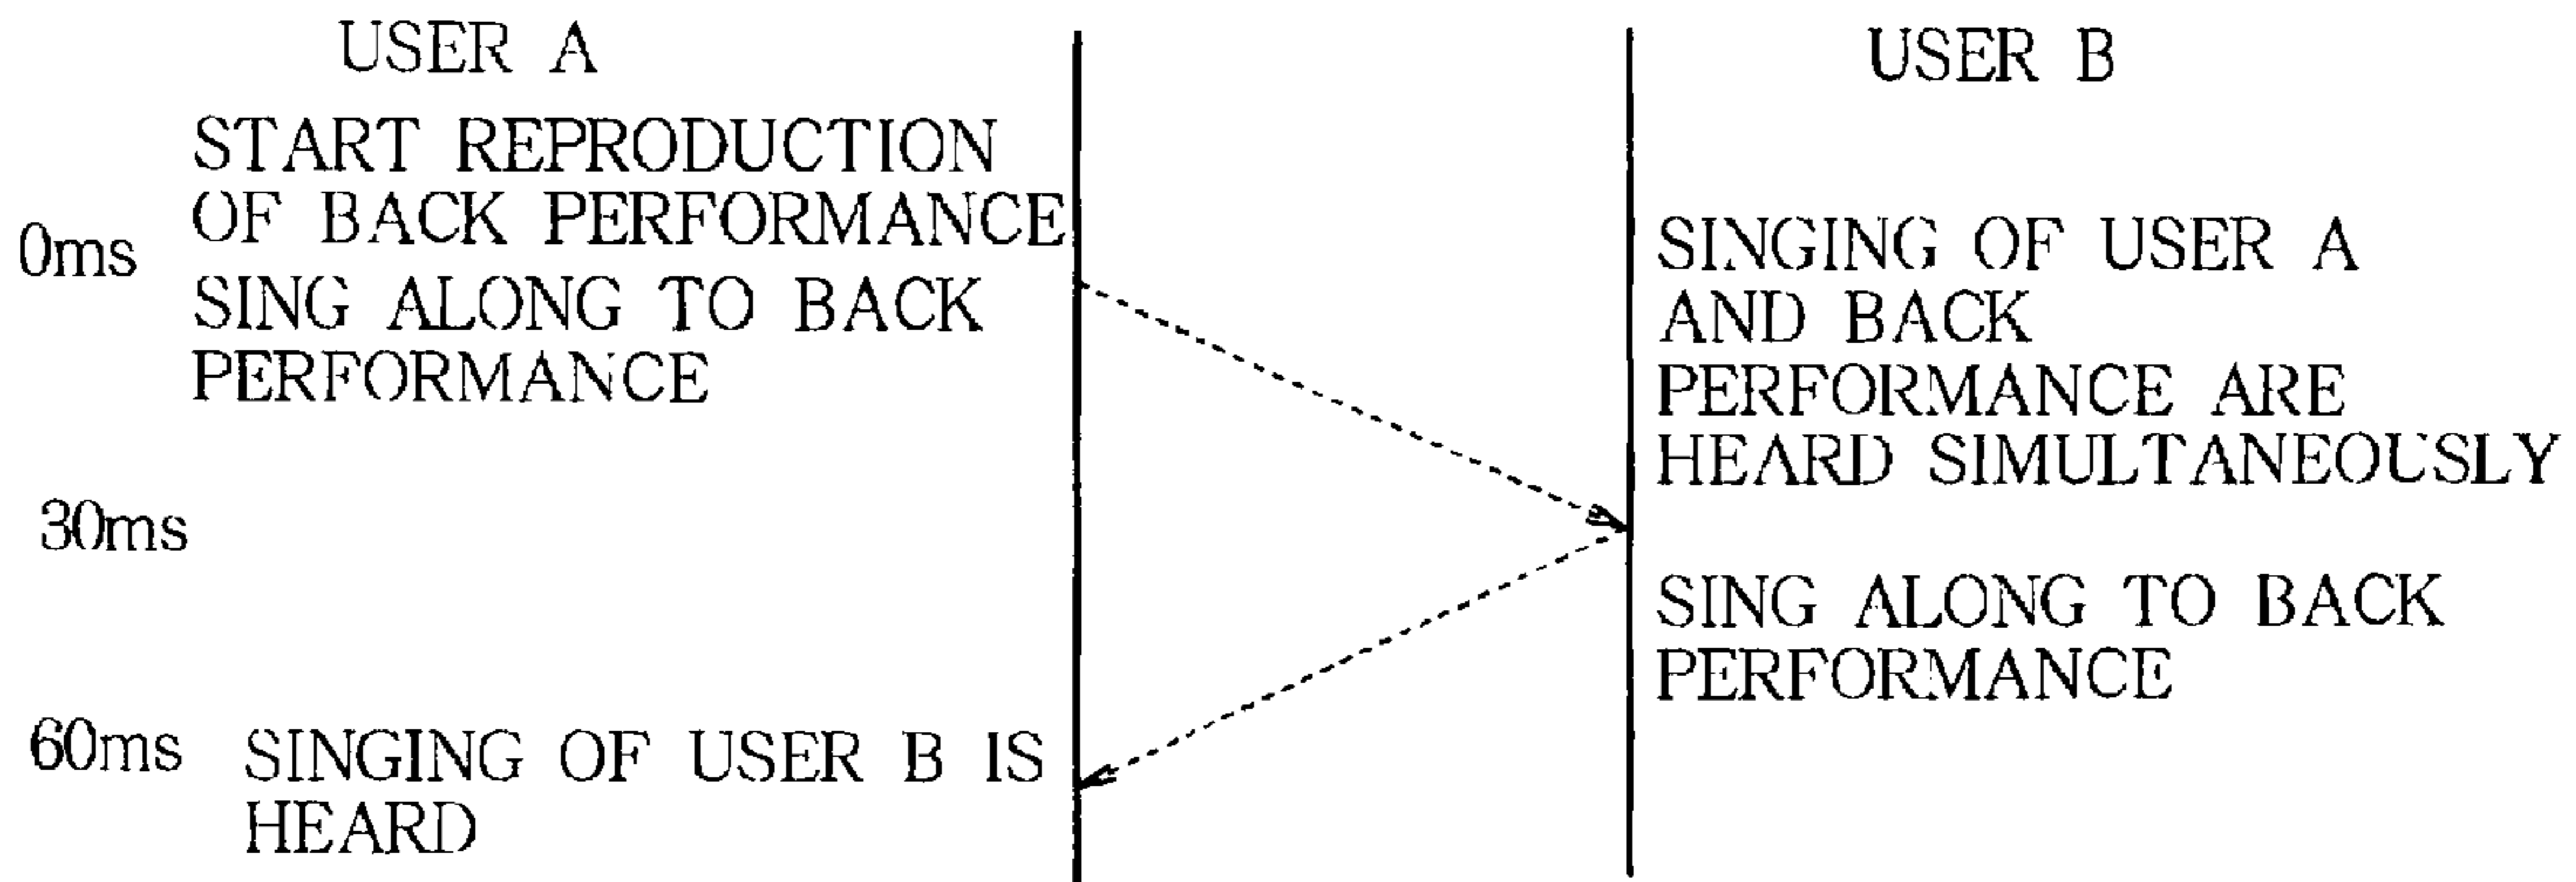 USER A
START REPRODUCTION
OF BACK PERFORMANCE
0ms
SING ALONG TO BACK
PERFORMANCE
30ms
60ms
SINGING OF USER B IS
HEARD
USER B
SINGING OF USER A
AND BACK
PERFORMANCE ARE
HEARD SIMULTANEOUSLY
SING ALONG TO BACK
PERFORMANCE